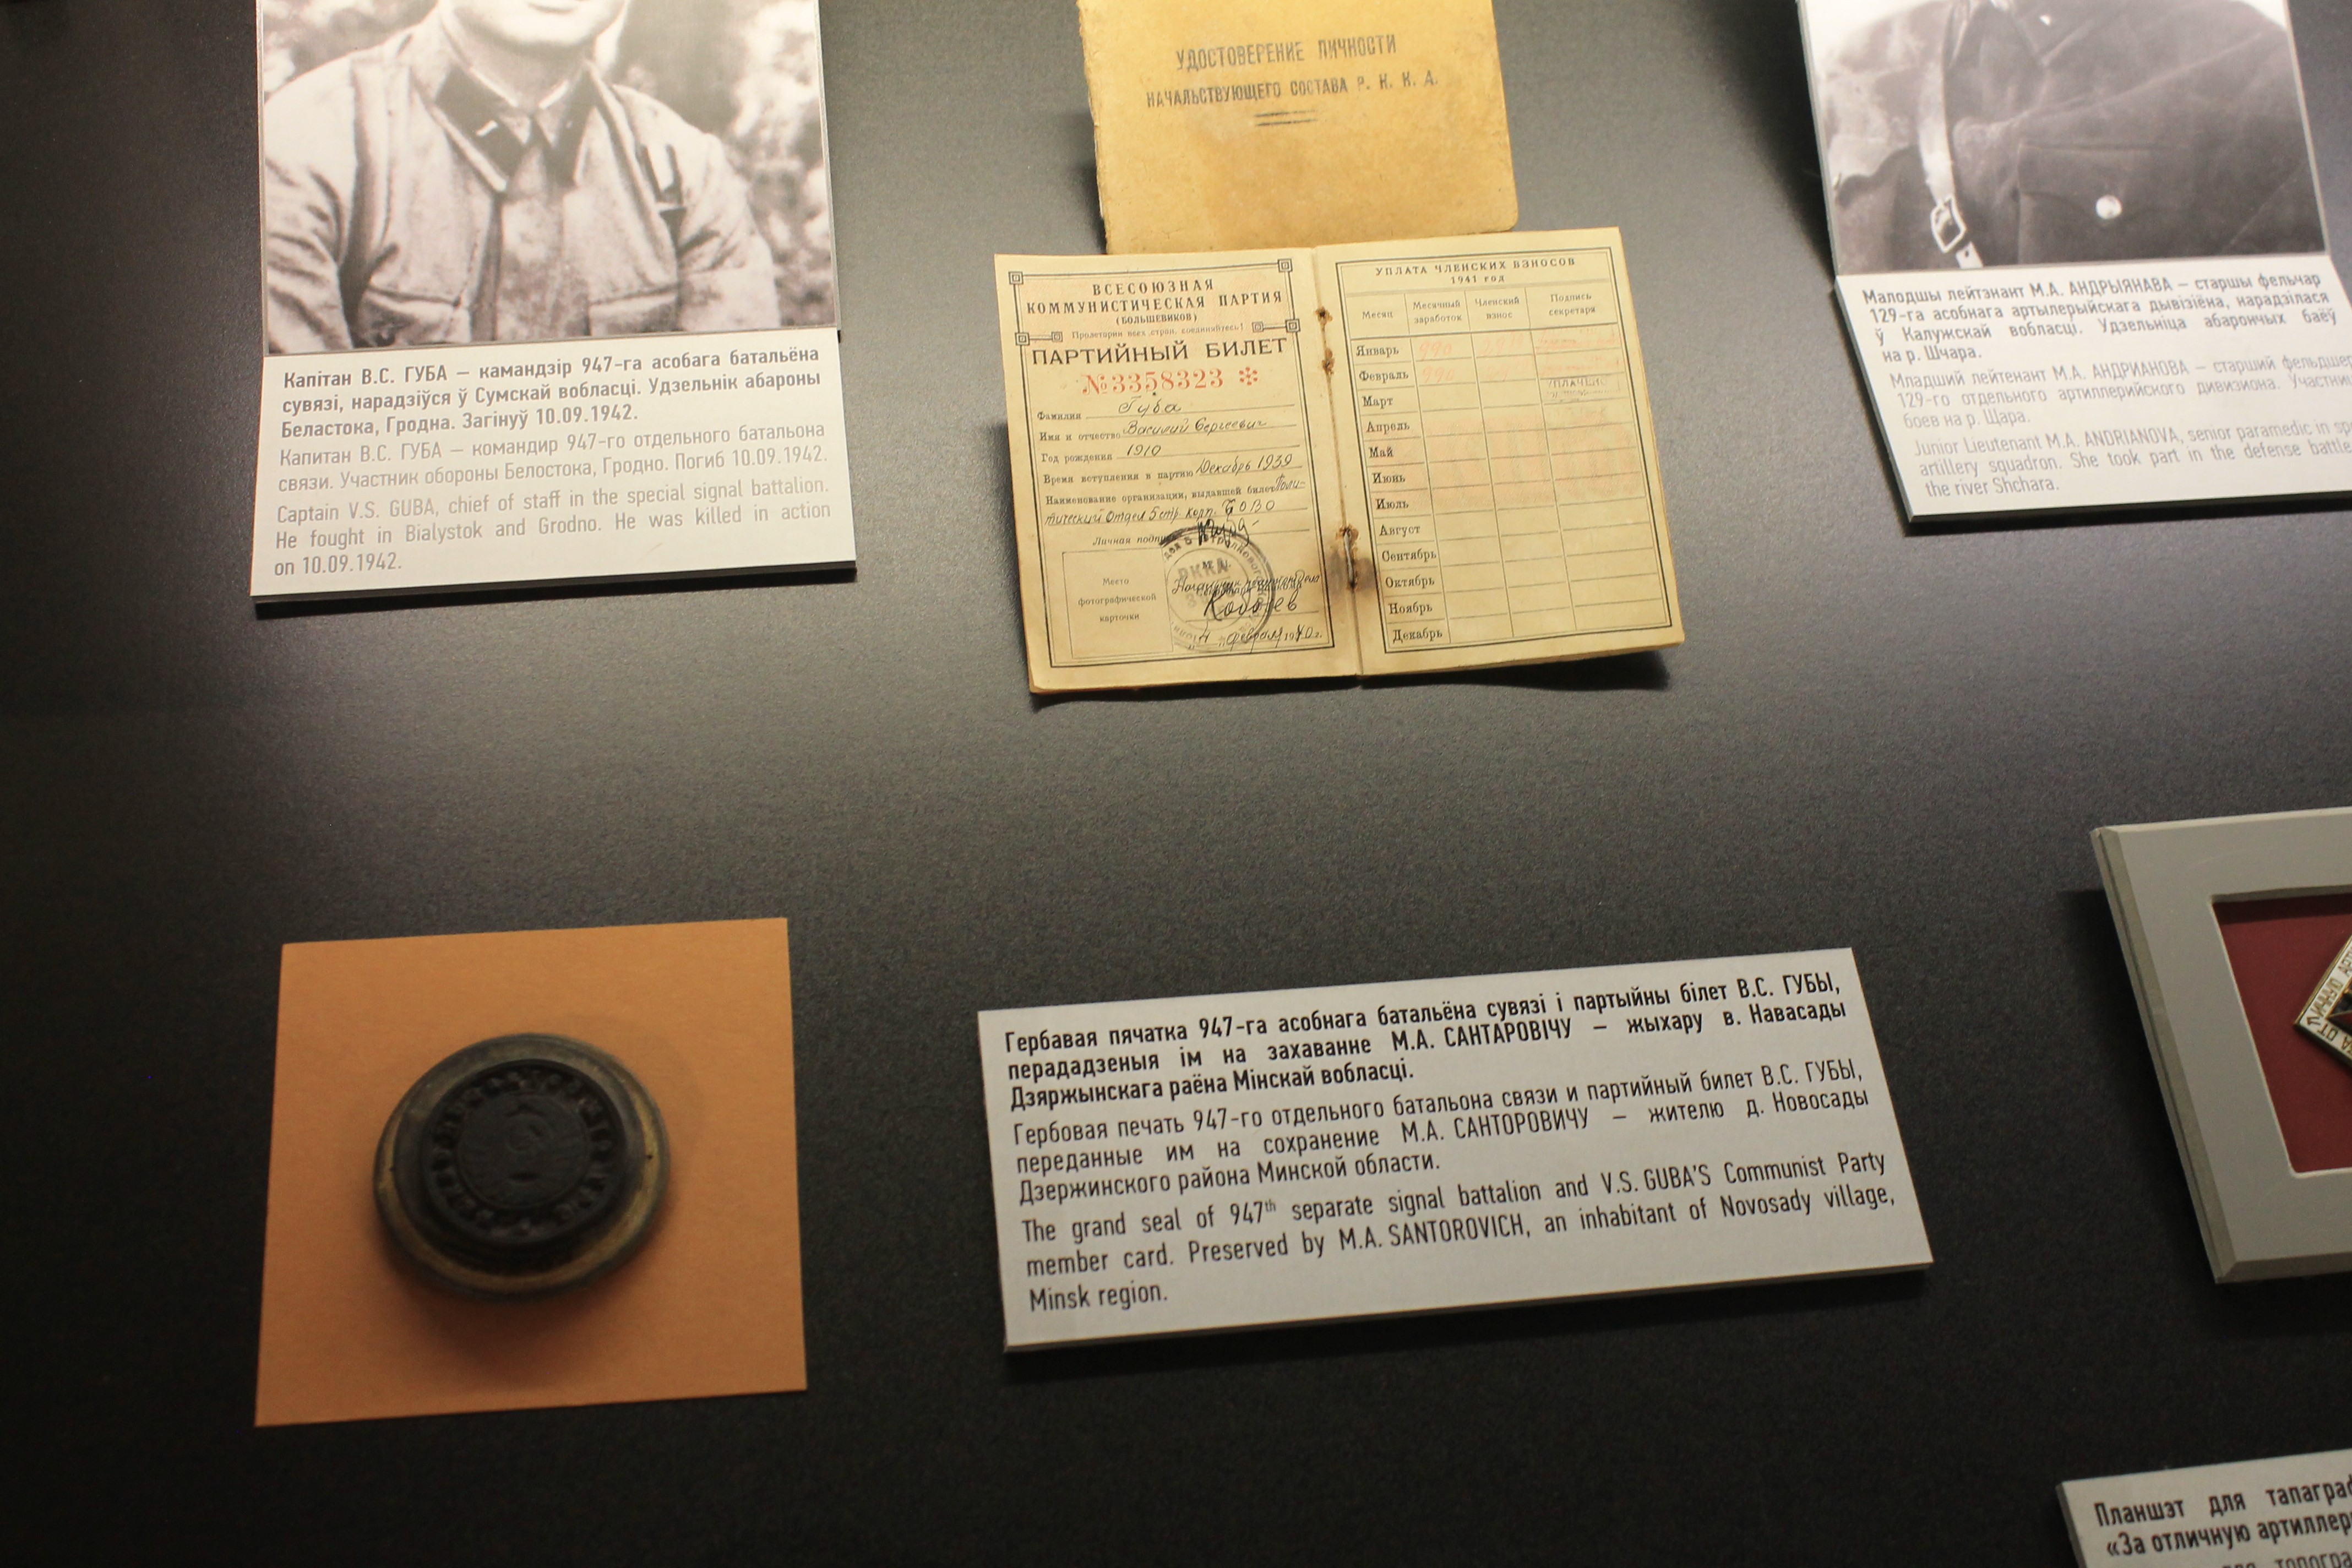 Капітан В.С. ГУБА – камандзір 947-га асобага батальёна
сувязі, нарадзіўся ў Сумскай вобласці. Удзельнік абароны
Беластока, Гродна. Загінуў 10.09.1942.
Капитан В.С. ГУБА – командир 947-го отдельного батальона
связи. Участник обороны Белостока, Гродно. Погиб 10.09.1942.
Captain V.S. GUBA, chief of staff in the special signal battalion.
He fought in Bialystok and Grodno. He was killed in action
on 10.09.1942.
УДОСТОВЕРЕНИЕ ЛИЧНОСТИ
НАЧАЛЬСТВУЮЩЕГО СОСТАВА Р. К. К. А.
ВСЕСОЮЗНАЯ
КОММУНИСТИЧЕСКАЯ ПАРТИЯ
(БОЛЬШЕВИКОВ)
Пролетарии всех стран, соединяйтесь!
ПАРТИЙНЫЙ БИЛЕТ
№3358323
Фамилия Губа
Имя и отчество Василий Сергеевич
Год рождения 1910
Время вступления в партию Декабрь 1939
Наименование организации, выдавшей билет Поли-
тический Отдел 5 стр. корп.
Личная подпись
Место
фотографической
карточки
РККА
УПЛАТА ЧЛЕНСКИХ ВЗНОСОВ
1941 год
Месяц Месячный заработок Членский взнос Подпись секретаря
Январь 990
Февраль 990
Март
Апрель
Май
Июнь
Июль
Август
Сентябрь
Октябрь
Ноябрь
Декабрь
Малодшы лейтэнант М.А. АНДРЫЯНАВА – старшы фельчар
129-га асобнага артылерыйскага дывізіёна, нарадзілася
ў Калужскай вобласці. Удзельніца абарончых баёў
на р. Шчара.
Младший лейтенант М.А. АНДРИАНОВА – старший фельдшер
129-го отдельного артиллерийского дивизиона.
боев на р. Щара.
Junior Lieutenant M.A. ANDRIANOVA, senior paramedic in
artillery squadron. She took part in the defense
the river Shchara.
Гербавая пячатка 947-га асобнага батальёна сувязі і партыйны білет В.С. ГУБЫ,
перададзеныя ім на захаванне М.А. САНТАРОВІЧУ – жыхару в. Навасады
Дзяржынскага раёна Мінскай вобласці.
Гербовая печать 947-го отдельного батальона связи и партийный билет В.С. ГУБЫ,
переданные им на сохранение М.А. САНТОРОВИЧУ – жителю д. Новосады
Дзержинского района Минской области.
The grand seal of 947th separate signal battalion and V.S. GUBA'S Communist Party
member card. Preserved by M.A. SANTOROVICH, an inhabitant of Novosady village,
Minsk region.
Планшэт для
«За отличную